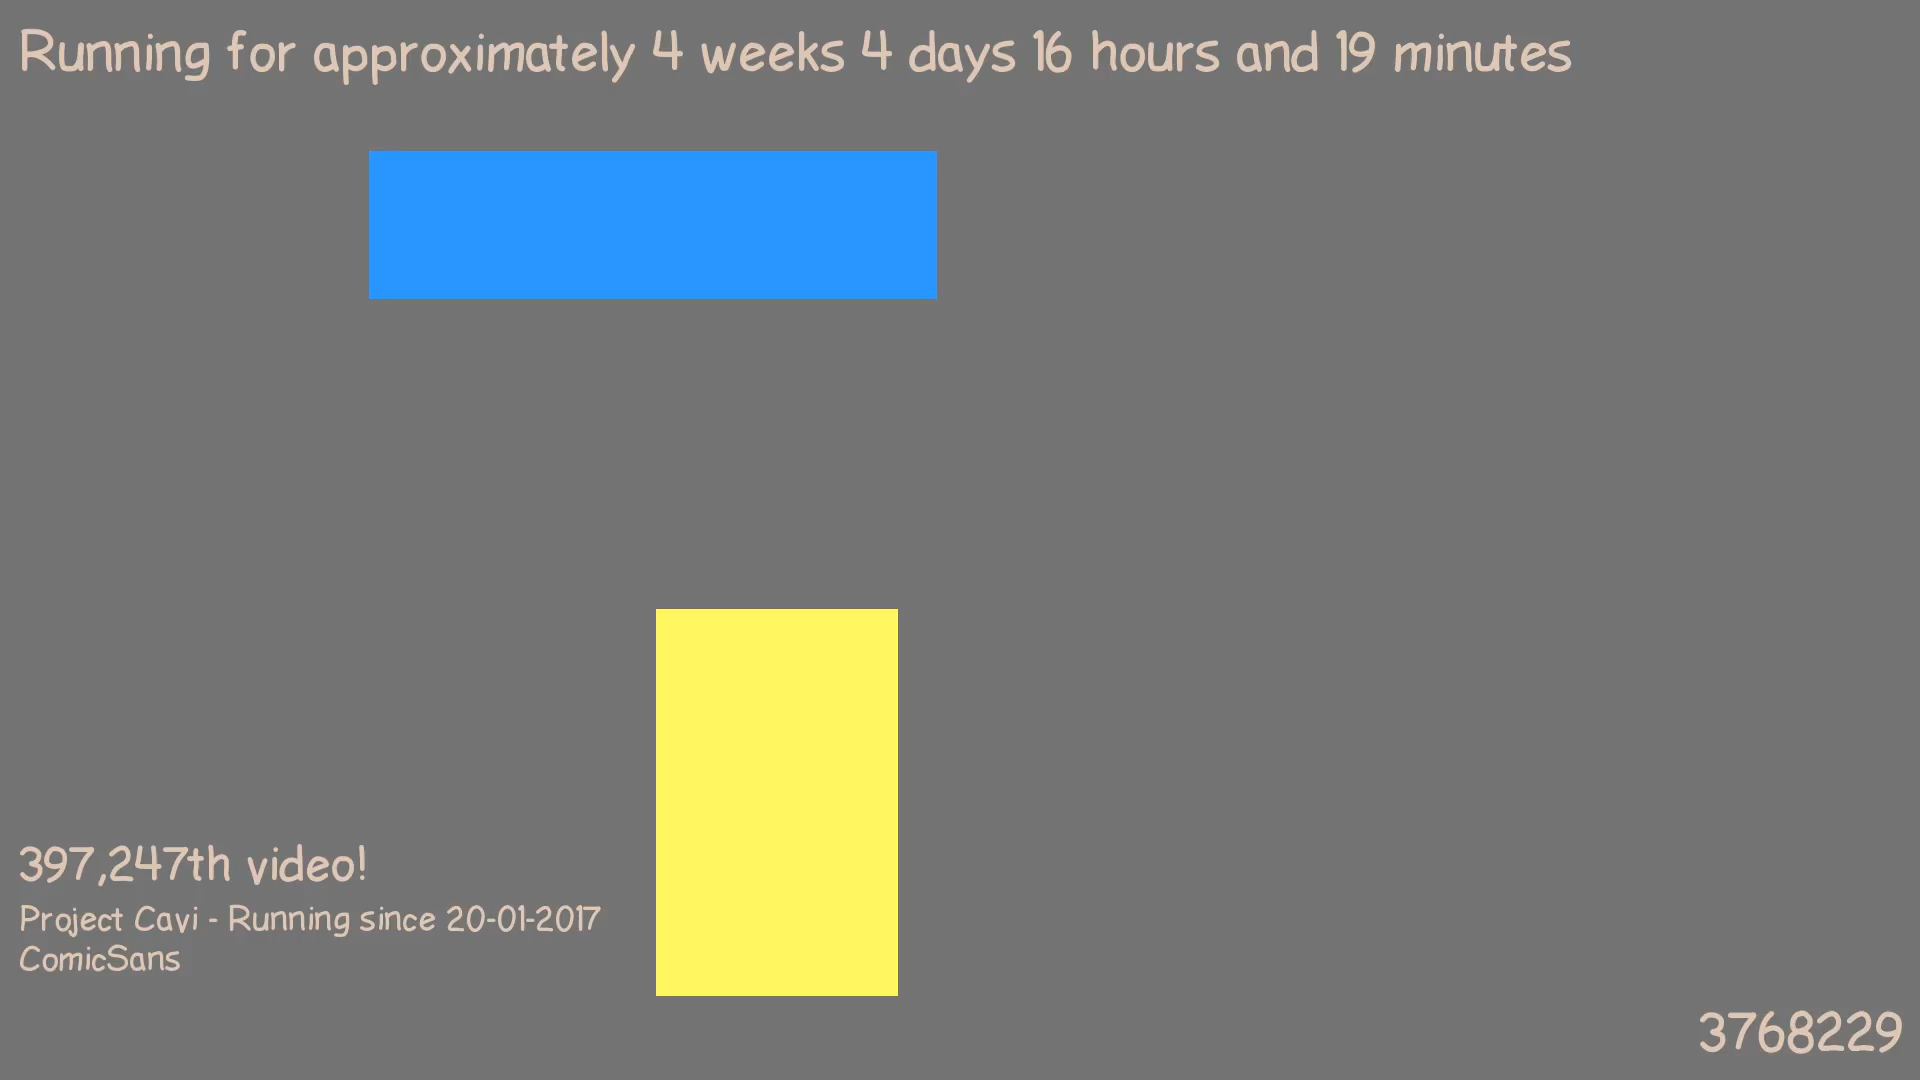 Running for approximately 4 weeks 4 days 16 hours and 19 minutes
397,247th video!
Project Cavi - Running since 20-01-2017
ComicSans
3768229